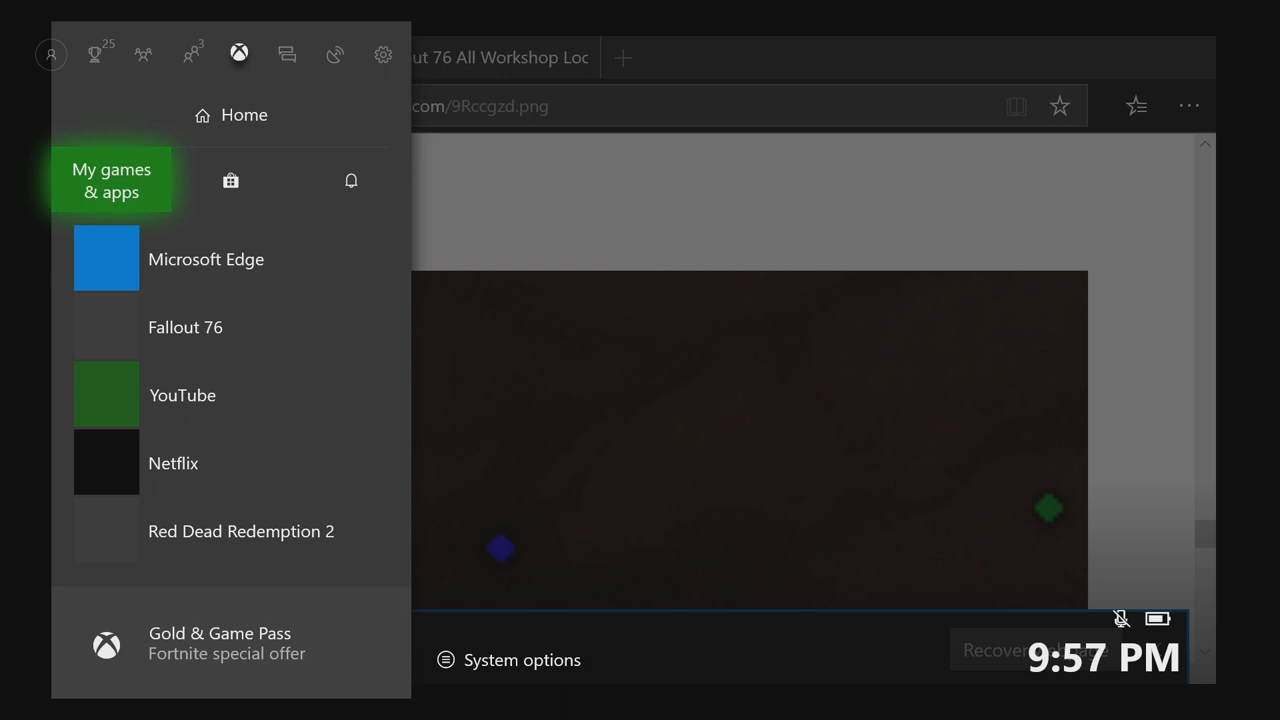 25
3
ut 76 All Workshop Loc
com/9Rccgzd.png
Home
My games
& apps
Microsoft Edge
Fallout 76
YouTube
Netflix
Red Dead Redemption 2
Gold & Game Pass
Fortnite special offer
System options
Recover
9:57 PM